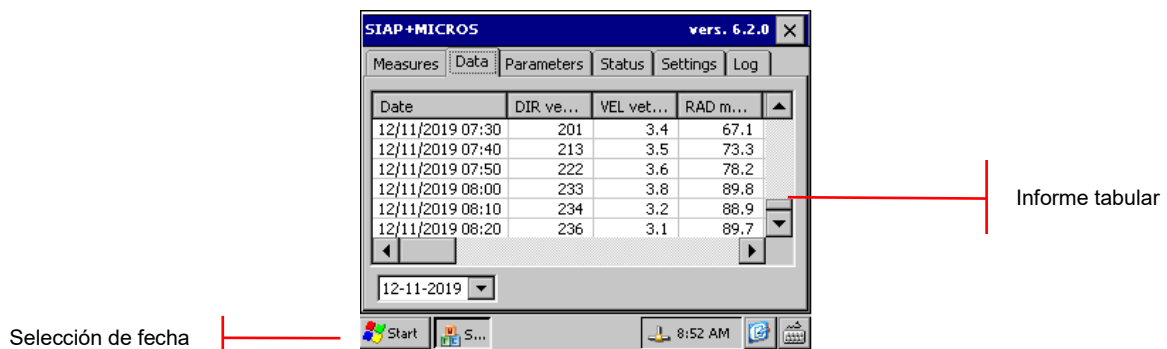 SIAP+MICROS vers. 6.2.0
Measures Data Parameters Status Settings Log
Date DIR ve... VEL vet... RAD m...
12/11/2019 07:30 201 3.4 67.1
12/11/2019 07:40 213 3.5 73.3
12/11/2019 07:50 222 3.6 78.2
12/11/2019 08:00 233 3.8 89.8
12/11/2019 08:10 234 3.2 88.9
12/11/2019 08:20 236 3.1 89.7
Informe tabular
12-11-2019
Selección de fecha
Start S... 8:52 AM